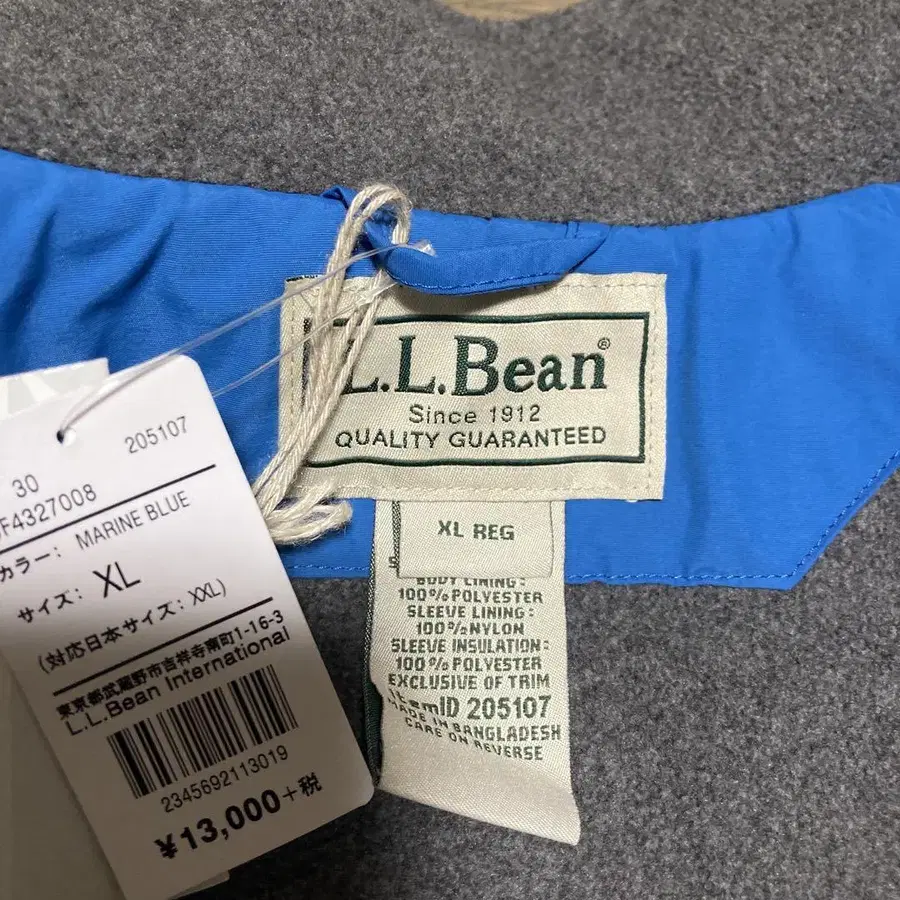 205107
30
F4327008
カラー: MARINE BLUE
サイズ: XL
(対応日本サイズ: XXL)
東京都武蔵野市吉祥寺南町1-16-3
L.L.Bean International
2345692113019
¥13,000+税
L.L.Bean®
Since 1912
QUALITY GUARANTEED
XL REG
BODY LINING:
100% POLYESTER
SLEEVE LINING:
100% NYLON
SLEEVE INSULATION:
100% POLYESTER
EXCLUSIVE OF TRIM
ItemID 205107
MADE IN BANGLADESH
CARE ON REVERSE